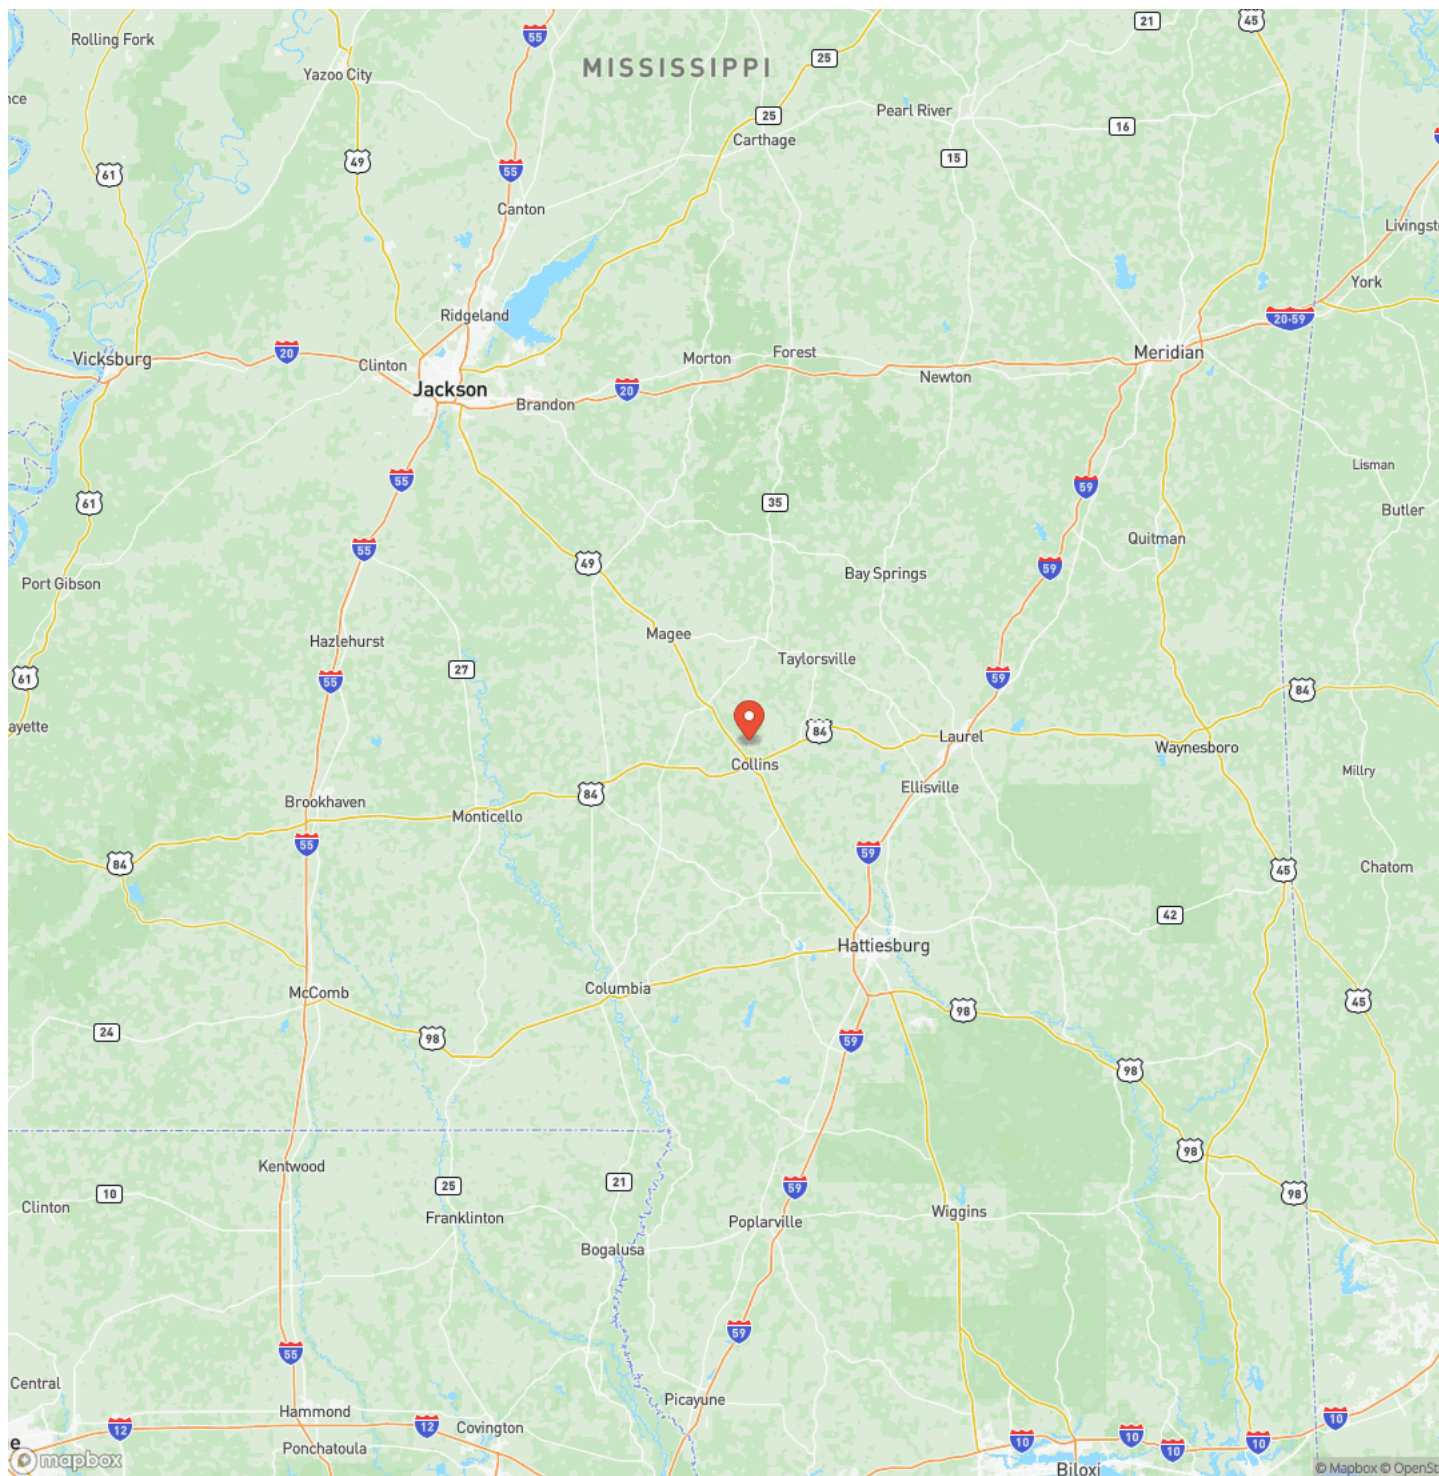 Rolling Fork
55
21
45
MISSISSIPPI
25
Yazoo City
nce
25
Pearl River
16
Carthage
49
15
55
61
Canton
Livingst
York
Ridgeland
20-59
20
Vicksburg
Clinton
Morton
Forest
Meridian
Newton
Jackson
20
Brandon
Lisman
55
59
61
35
Butler
Quitman
55
49
59
Bay Springs
Port Gibson
Magee
Hazlehurst
Taylorsville
27
59
61
55
84
ayette
84
Laurel
Waynesboro
Collins
Millry
Ellisville
84
Brookhaven
Monticello
55
59
84
45
Chatom
42
Hattiesburg
Columbia
McComb
45
98
24
98
59
98
98
Kentwood
21
59
25
10
98
Clinton
Franklinton
Poplarville
Wiggins
Bogalusa
59
55
Central
Picayune
Hammond
10
12
12
Covington
10
10
10
10
e
Ponchatoula
mapbox
Biloxi
© Mapbox © OpenSt